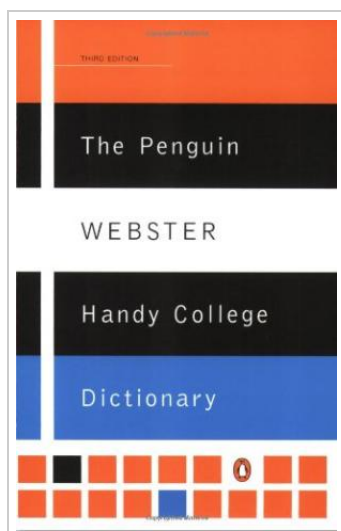 THIRD EDITION
The Penguin
WEBSTER
Handy College
Dictionary